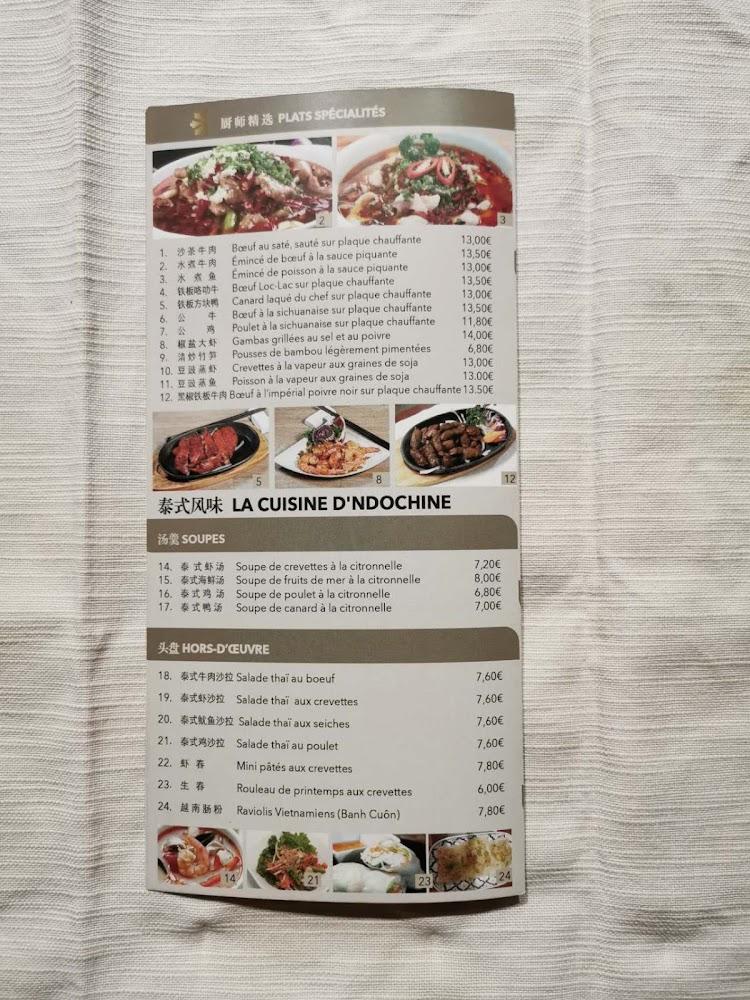 厨师精选 PLATS SPÉCIALITÉS
2
3
1. 沙茶牛肉 Bœuf au saté, sauté sur plaque chauffante 13,00€
2. 水煮牛肉 Émincé de bœuf à la sauce piquante 13,50€
3. 水煮鱼 Émincé de poisson à la sauce piquante 13,00€
4. 铁板咯叻牛 Bœuf Loc-Lac sur plaque chauffante 13,50€
5. 铁板方块鸭 Canard laqué du chef sur plaque chauffante 13,00€
6. 公牛 Bœuf à la sichuanaise sur plaque chauffante 13,50€
7. 公鸡 Poulet à la sichuanaise sur plaque chauffante 11,80€
8. 椒盐大虾 Gambas grillées au sel et au poivre 14,00€
9. 清炒竹笋 Pousses de bambou légèrement pimentées 6,80€
10. 豆豉蒸虾 Crevettes à la vapeur aux graines de soja 13,00€
11. 豆豉蒸鱼 Poisson à la vapeur aux graines de soja 13.00€
12. 黑椒铁板牛肉 Bœuf à l'impérial poivre noir sur plaque chauffante 13.50€
5
8
12
泰式风味 LA CUISINE D'NDOCHINE
汤羹 SOUPES
14. 泰式虾汤 Soupe de crevettes à la citronnelle 7,20€
15. 泰式海鲜汤 Soupe de fruits de mer à la citronnelle 8,00€
16. 泰式鸡汤 Soupe de poulet à la citronnelle 6,80€
17. 泰式鸭汤 Soupe de canard à la citronnelle 7,00€
头盘 HORS-D'ŒUVRE
18. 泰式牛肉沙拉 Salade thaï au boeuf 7,60€
19. 泰式虾沙拉 Salade thaï aux crevettes 7,60€
20. 泰式鱿鱼沙拉 Salade thaï aux seiches 7,60€
21. 泰式鸡沙拉 Salade thaï au poulet 7,60€
22. 虾春 Mini pâtés aux crevettes 7,80€
23. 生春 Rouleau de printemps aux crevettes 6,00€
24. 越南肠粉 Raviolis Vietnamiens (Banh Cuôn) 7,80€
14
21
23
24